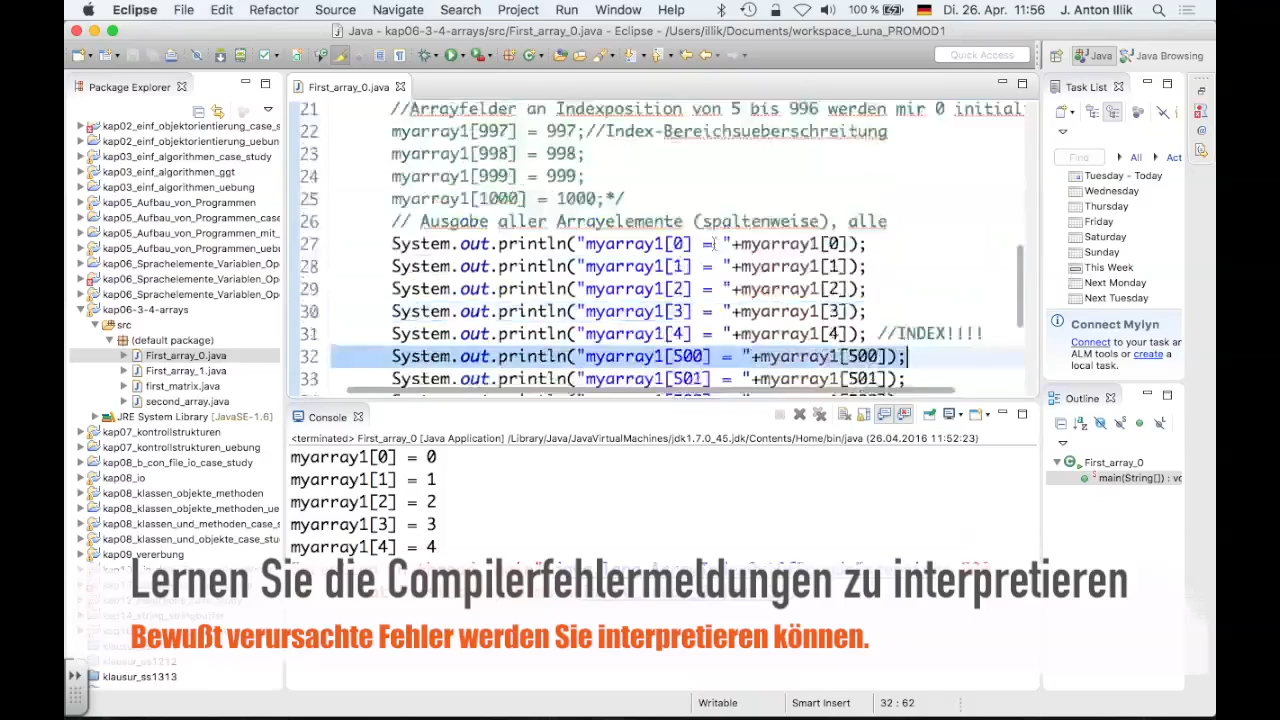 Eclipse File Edit Refactor Source Navigate Search Project Run Window Help 100 % Di. 26. Apr. 11:56 J. Anton Illik
Java - kap06-3-4-arrays/src/First_array_0.java - Eclipse - /Users/illik/Documents/workspace_Luna_PROMOD1
Quick Access Java Java Browsing
Package Explorer
kap02_einf_objektorientierung_case_s
kap02_einf_objektorientierung_uebun
kap03_einf_algorithmen_case_study
kap03_einf_algorithmen_ggt
kap03_einf_algorithmen_uebung
kap05_Aufbau_von_Programmen
kap05_Aufbau_von_Programmen_case
kap05_Aufbau_von_Programmen_mit_
kap05_Aufbau_von_Programmen_uebu
kap06_Sprachelemente_Variablen_Op
kap06_Sprachelemente_Variablen_Op
kap06_Sprachelemente_Variablen_Op
kap06-3-4-arrays
src
(default package)
First_array_0.java
First_array_1.java
first_matrix.java
second_array.java
JRE System Library [JavaSE-1.6]
kap07_kontrollstrukturen
kap07_kontrollstrukturen_uebung
kap08_b_con_file_io_case_study
kap08_io
kap08_klassen_objekte_methoden
kap08_klassen_objekte_methoden_ue
kap08_klassen_und_methoden_case_s
kap08_klassen_und_objekte_case_stu
kap09_vererbung
klausur_ss1212
klausur_ss1313
First_array_0.java
21 //Arrayfelder an Indexposition von 5 bis 996 werden mir 0 initial
22 myarray1[997] = 997;//Index-Bereichsueberschreitung
23 myarray1[998] = 998;
24 myarray1[999] = 999;
25 myarray1[1000] = 1000;*/
26 // Ausgabe aller Arrayelemente (spaltenweise), alle
27 System.out.println("myarray1[0] = "+myarray1[0]);
28 System.out.println("myarray1[1] = "+myarray1[1]);
29 System.out.println("myarray1[2] = "+myarray1[2]);
30 System.out.println("myarray1[3] = "+myarray1[3]);
31 System.out.println("myarray1[4] = "+myarray1[4]); //INDEX!!!!
32 System.out.println("myarray1[500] = "+myarray1[500]);
33 System.out.println("myarray1[501] = "+myarray1[501]);
Console
<terminated> First_array_0 [Java Application] /Library/Java/JavaVirtualMachines/jdk1.7.0_45.jdk/Contents/Home/bin/java (26.04.2016 11:52:23)
myarray1[0] = 0
myarray1[1] = 1
myarray1[2] = 2
myarray1[3] = 3
myarray1[4] = 4
Lernen Sie die Compilerfehlermeldungen zu interpretieren
Bewußt verursachte Fehler werden Sie interpretieren können.
Task List
Find All Act
Tuesday - Today
Wednesday
Thursday
Friday
Saturday
Sunday
This Week
Next Monday
Next Tuesday
Connect Mylyn
Connect to your task or
ALM tools or create a
local task.
Outline
First_array_0
main(String[]) : vo
Writable Smart Insert 32 : 62